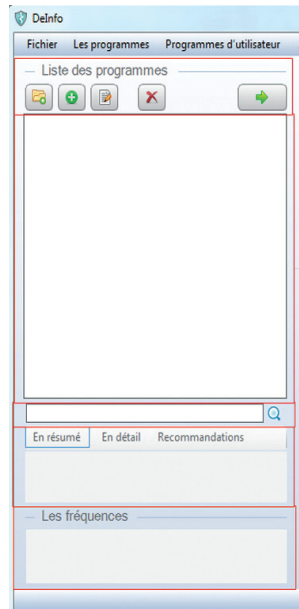 DeInfo
Fichier Les programmes Programmes d'utilisateur
Liste des programmes
En résumé En détail Recommandations
Les fréquences